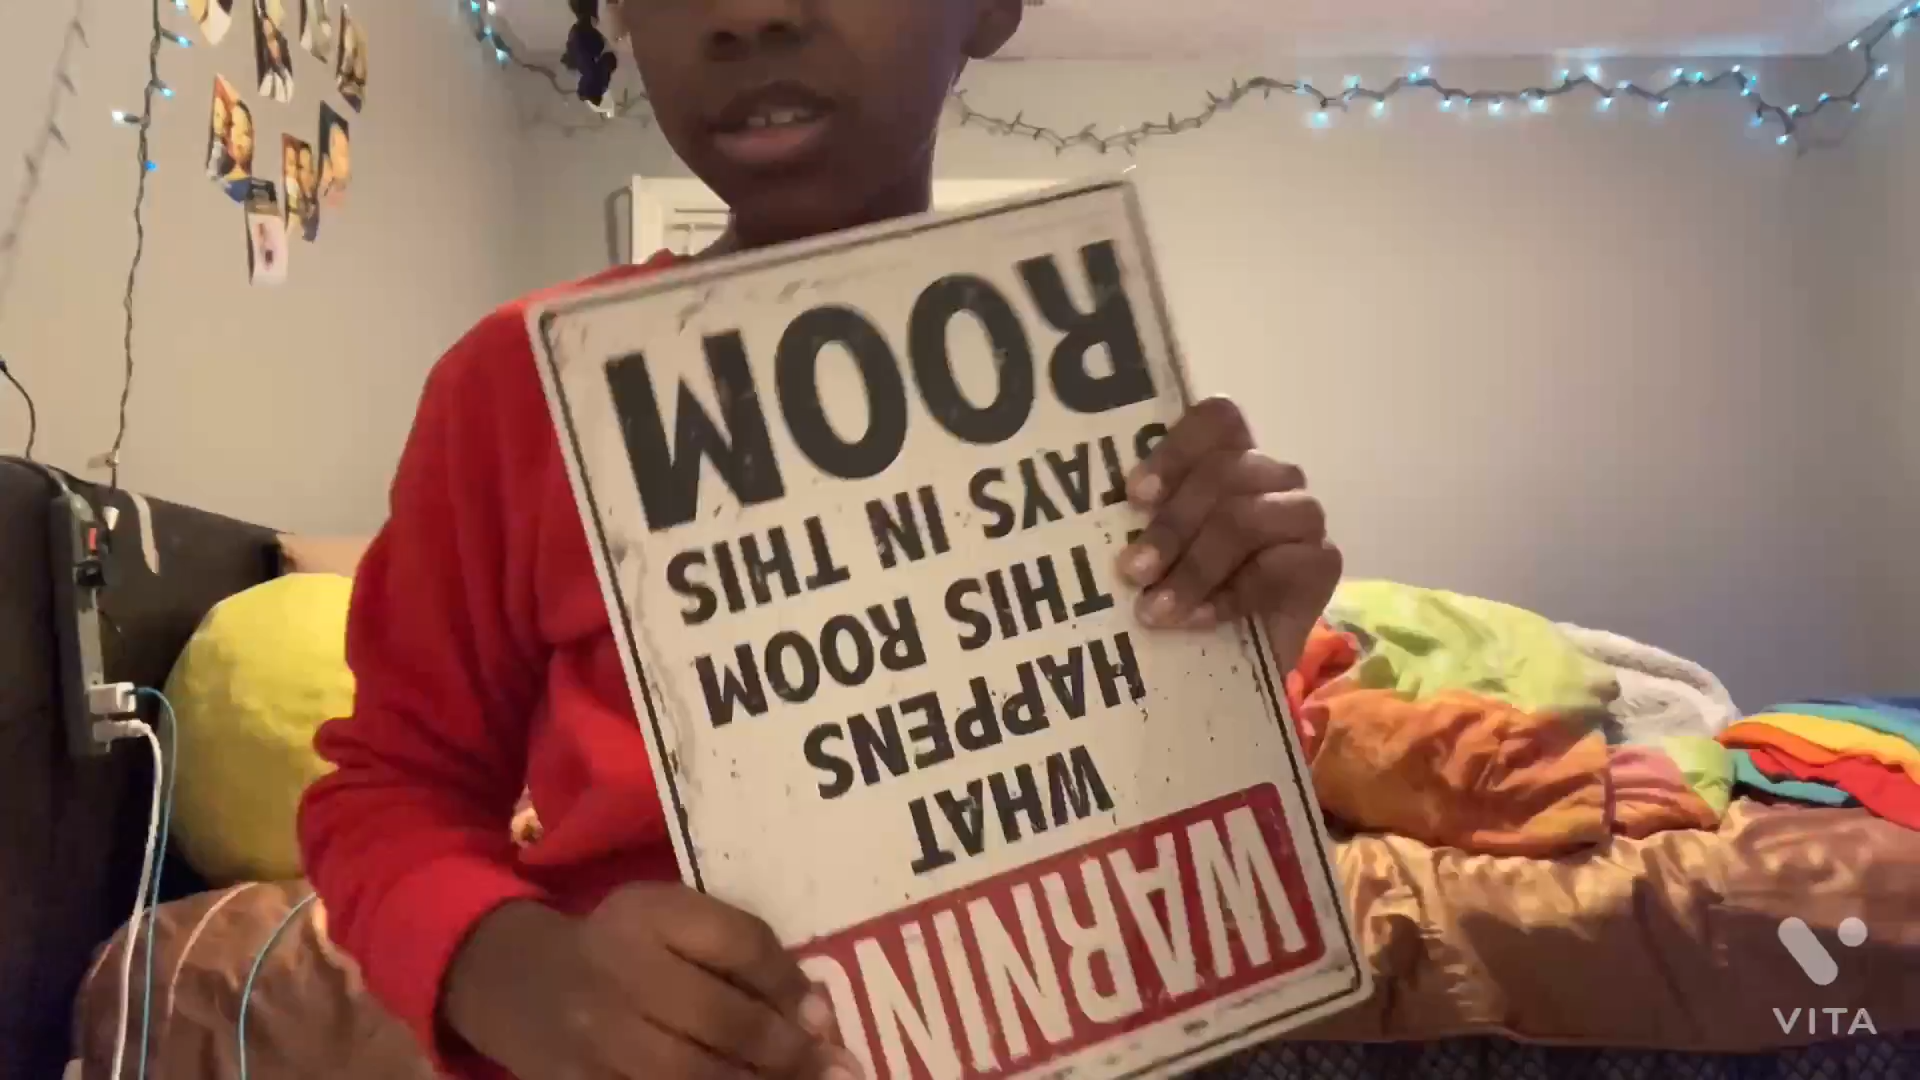 WARNING
WHAT
HAPPENS
THIS ROOM
STAYS IN THIS
ROOM
VITA